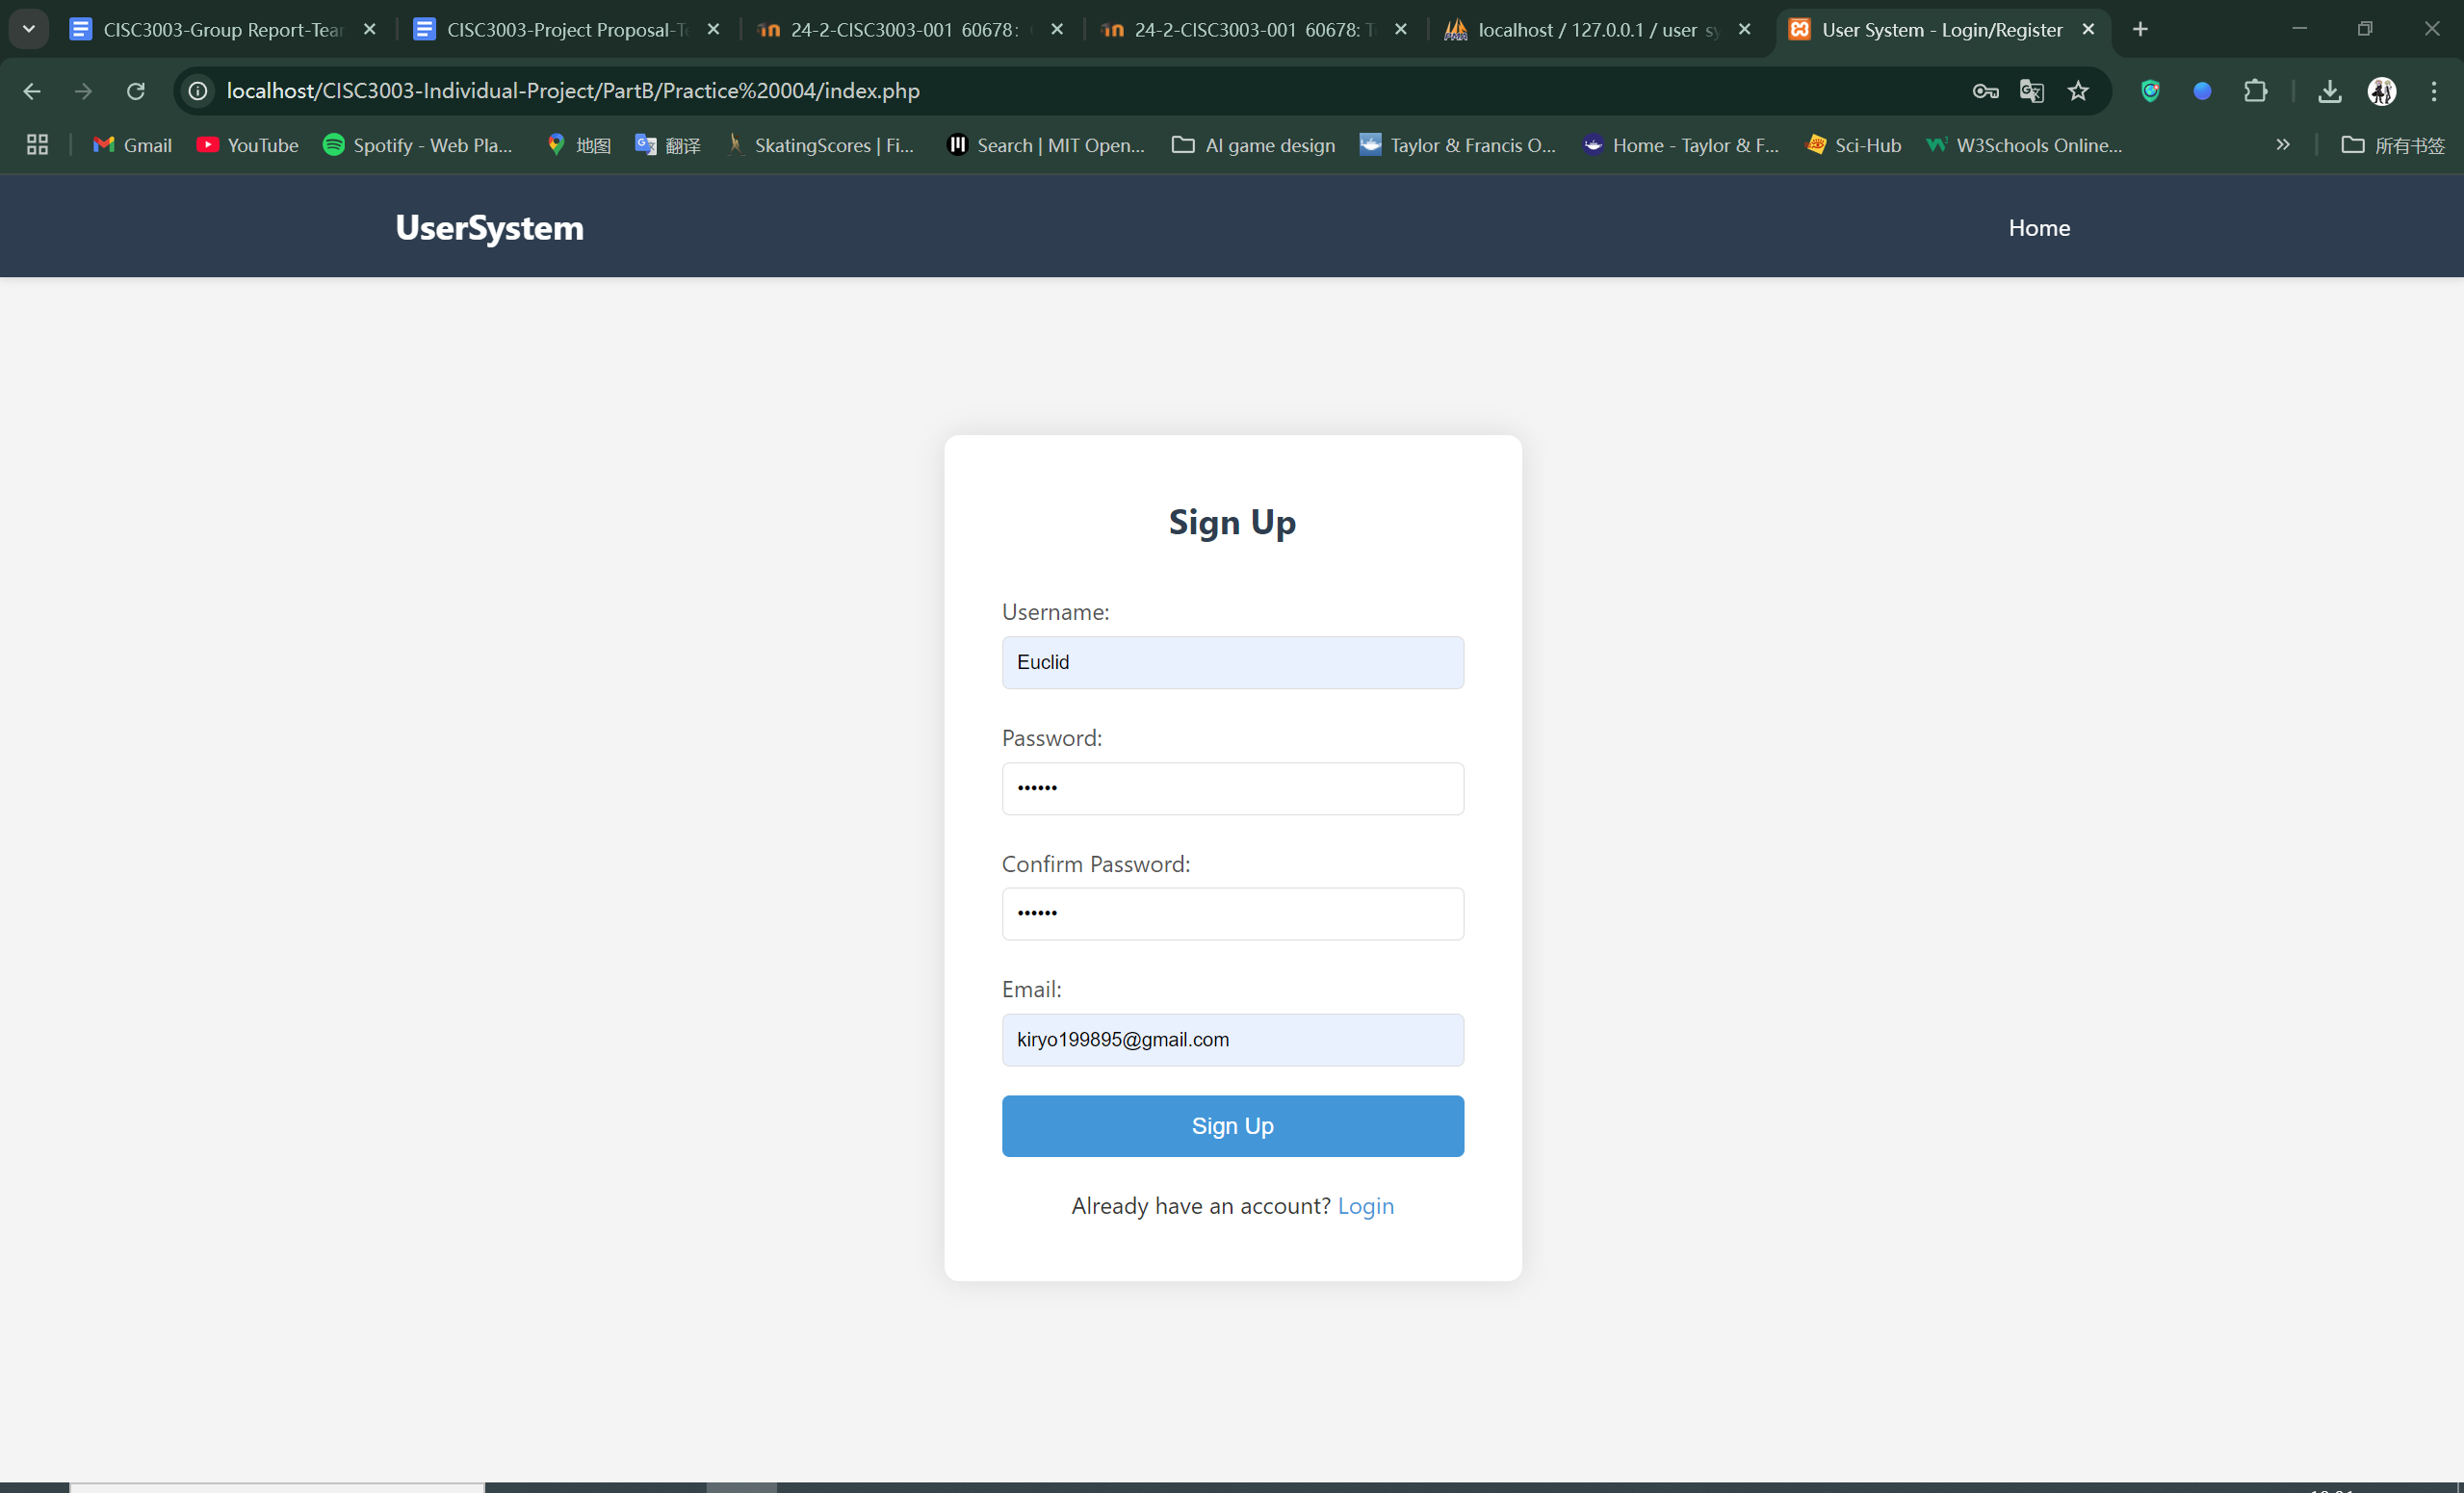 CISC3003-Group Report-Tear
CISC3003-Project Proposal-T
24-2-CISC3003-001 60678:
24-2-CISC3003-001 60678: T
localhost / 127.0.0.1 / user sy
User System - Login/Register
localhost/CISC3003-Individual-Project/PartB/Practice%20004/index.php
Gmail
YouTube
Spotify - Web Pla...
地图
翻译
SkatingScores | Fi...
Search | MIT Open...
AI game design
Taylor & Francis O...
Home - Taylor & F...
Sci-Hub
W3Schools Online...
所有书签
UserSystem
Home
Sign Up
Username:
Euclid
Password:
••••••
Confirm Password:
••••••
Email:
kiryo199895@gmail.com
Sign Up
Already have an account? Login